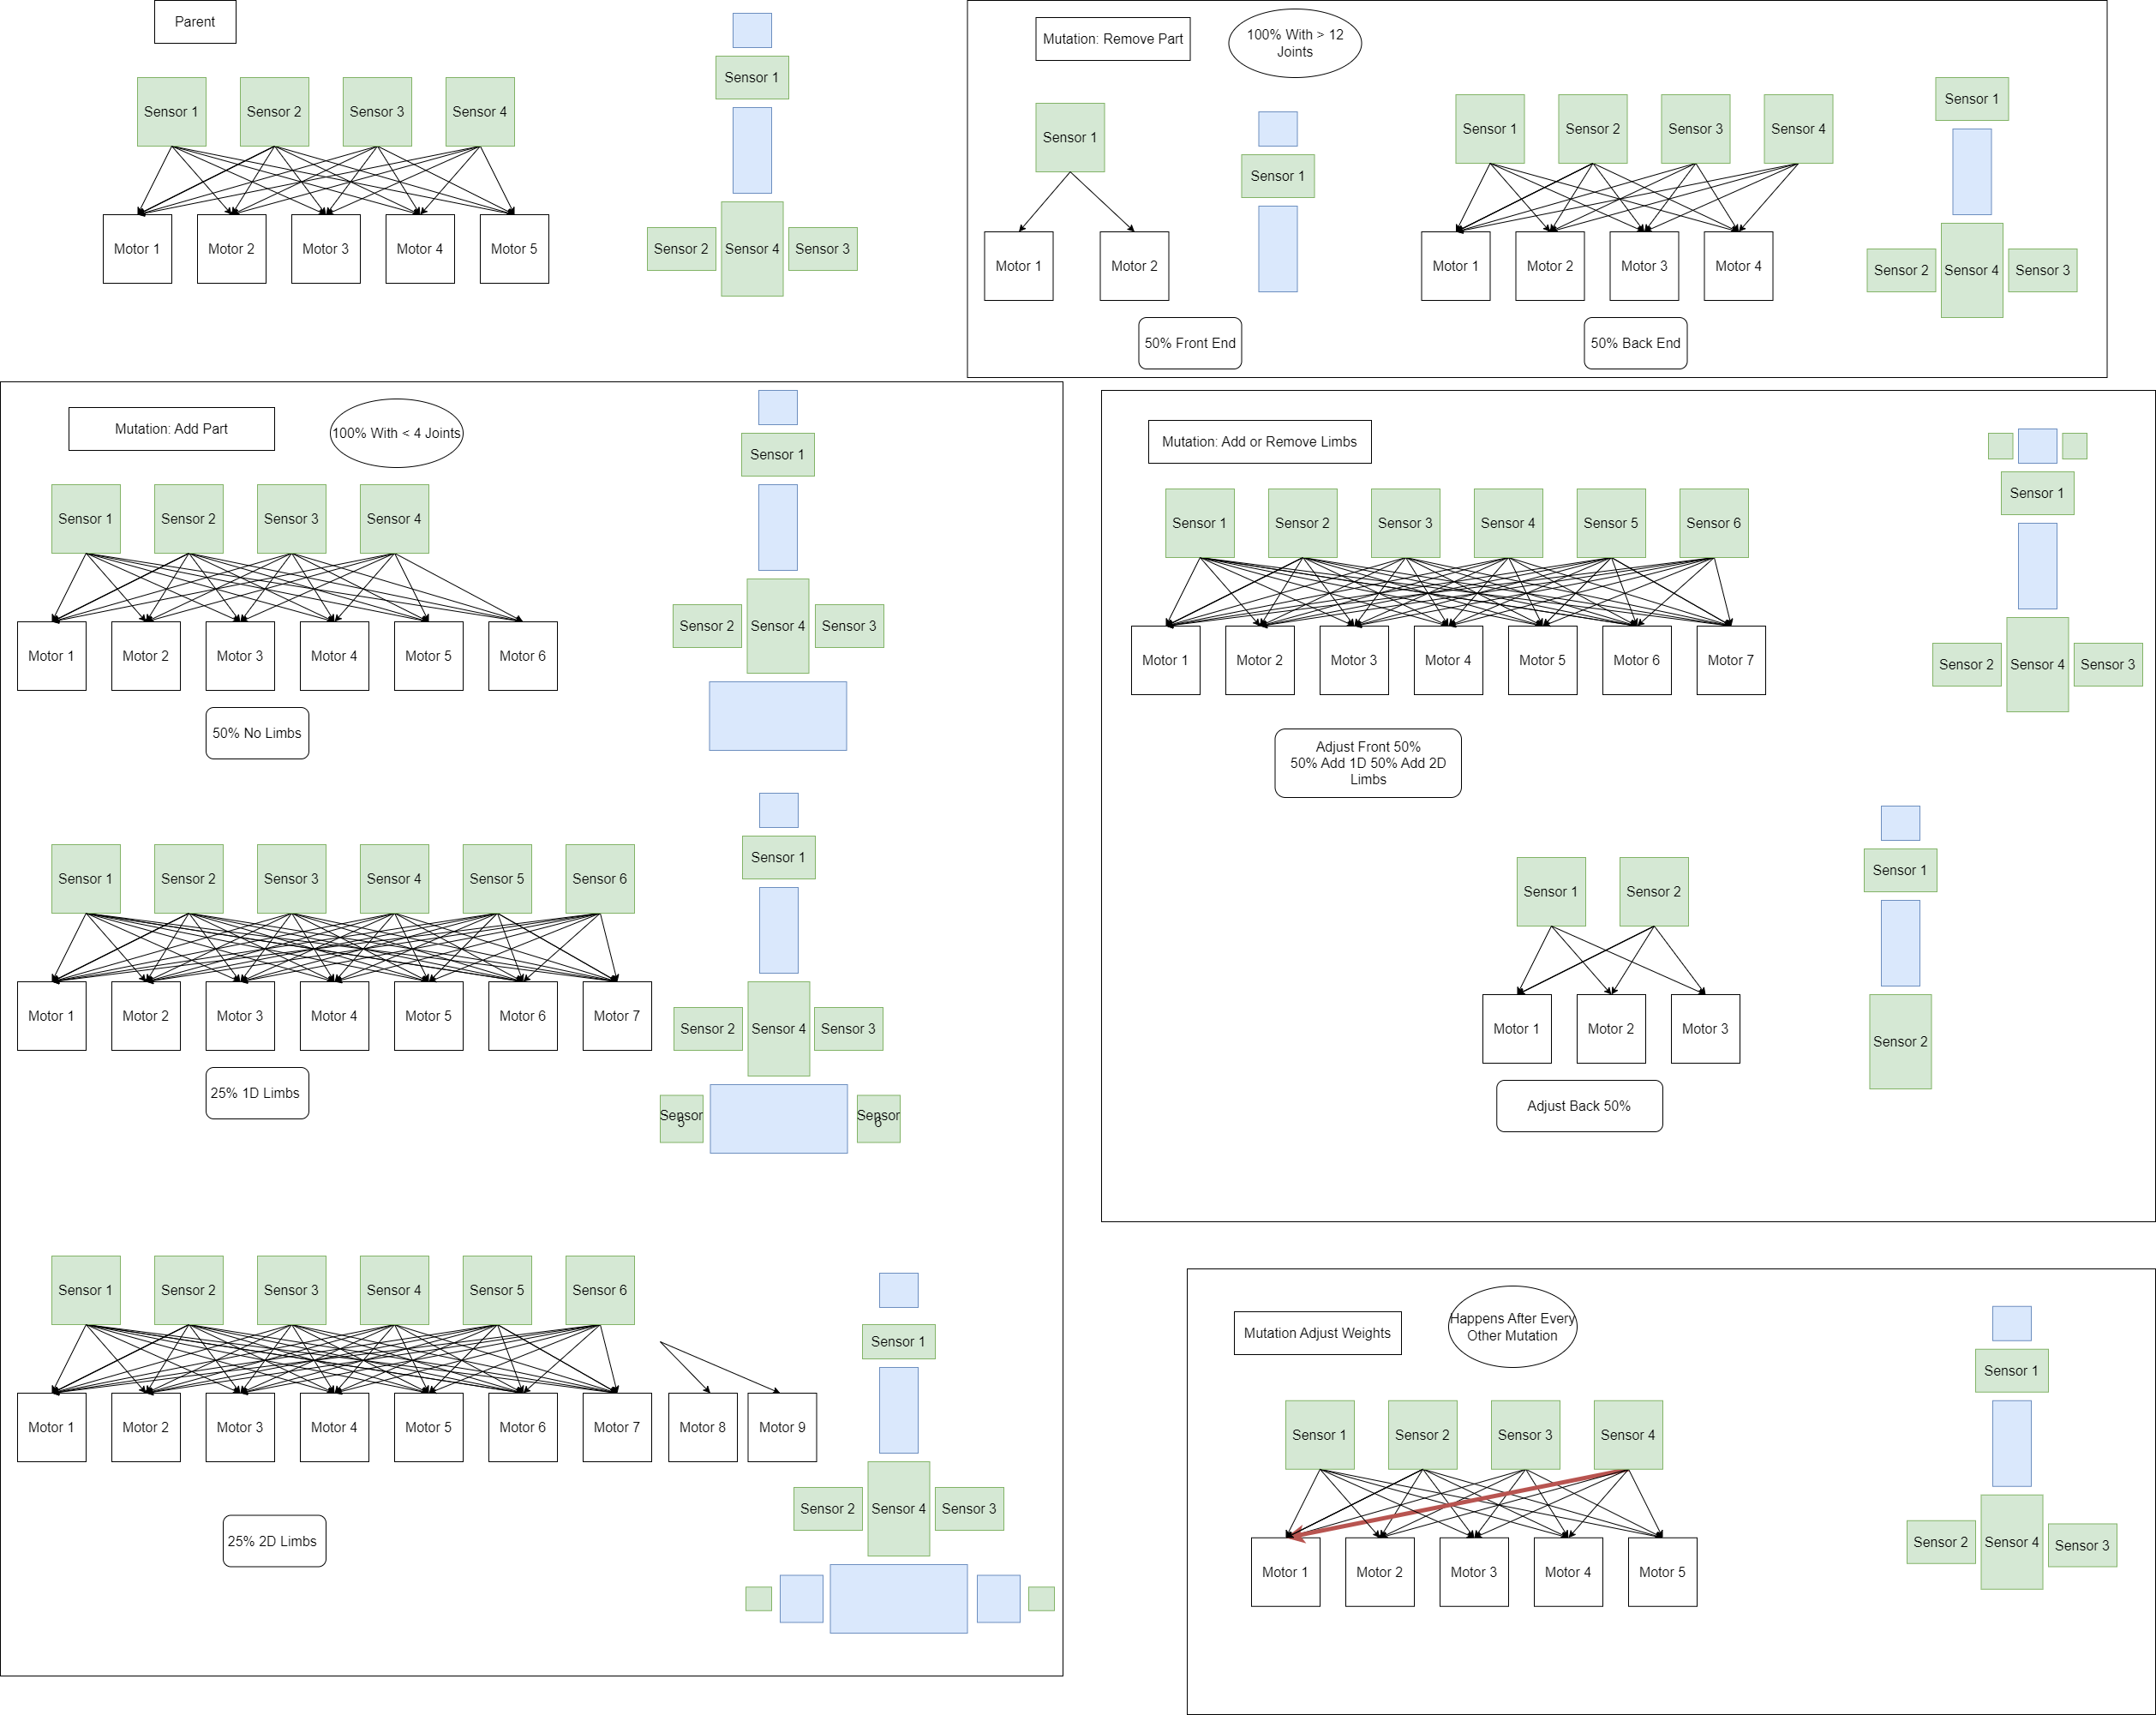 Parent
Sensor 1
Sensor 2
Sensor 3
Sensor 4
Motor 1
Motor 2
Motor 3
Motor 4
Motor 5
Sensor 1
Sensor 2
Sensor 4
Sensor 3
Mutation: Remove Part
100% With > 12
Joints
Sensor 1
Motor 1
Motor 2
Sensor 1
50% Front End
Sensor 1
Sensor 2
Sensor 3
Sensor 4
Motor 1
Motor 2
Motor 3
Motor 4
50% Back End
Sensor 1
Sensor 2
Sensor 4
Sensor 3
Mutation: Add Part
100% With < 4 Joints
Sensor 1
Sensor 2
Sensor 3
Sensor 4
Motor 1
Motor 2
Motor 3
Motor 4
Motor 5
Motor 6
50% No Limbs
Sensor 1
Sensor 2
Sensor 4
Sensor 3
Sensor 1
Sensor 2
Sensor 3
Sensor 4
Sensor 5
Sensor 6
Motor 1
Motor 2
Motor 3
Motor 4
Motor 5
Motor 6
Motor 7
25% 1D Limbs
Sensor 1
Sensor 2
Sensor 4
Sensor 3
Sensor
5
Sensor
6
Sensor 1
Sensor 2
Sensor 3
Sensor 4
Sensor 5
Sensor 6
Motor 1
Motor 2
Motor 3
Motor 4
Motor 5
Motor 6
Motor 7
Motor 8
Motor 9
25% 2D Limbs
Sensor 1
Sensor 2
Sensor 4
Sensor 3
Mutation: Add or Remove Limbs
Sensor 1
Sensor 2
Sensor 3
Sensor 4
Sensor 5
Sensor 6
Motor 1
Motor 2
Motor 3
Motor 4
Motor 5
Motor 6
Motor 7
Adjust Front 50%
50% Add 1D 50% Add 2D
Limbs
Sensor 1
Sensor 2
Sensor 4
Sensor 3
Sensor 1
Sensor 2
Motor 1
Motor 2
Motor 3
Adjust Back 50%
Sensor 1
Sensor 2
Mutation Adjust Weights
Happens After Every
Other Mutation
Sensor 1
Sensor 2
Sensor 3
Sensor 4
Motor 1
Motor 2
Motor 3
Motor 4
Motor 5
Sensor 1
Sensor 2
Sensor 4
Sensor 3